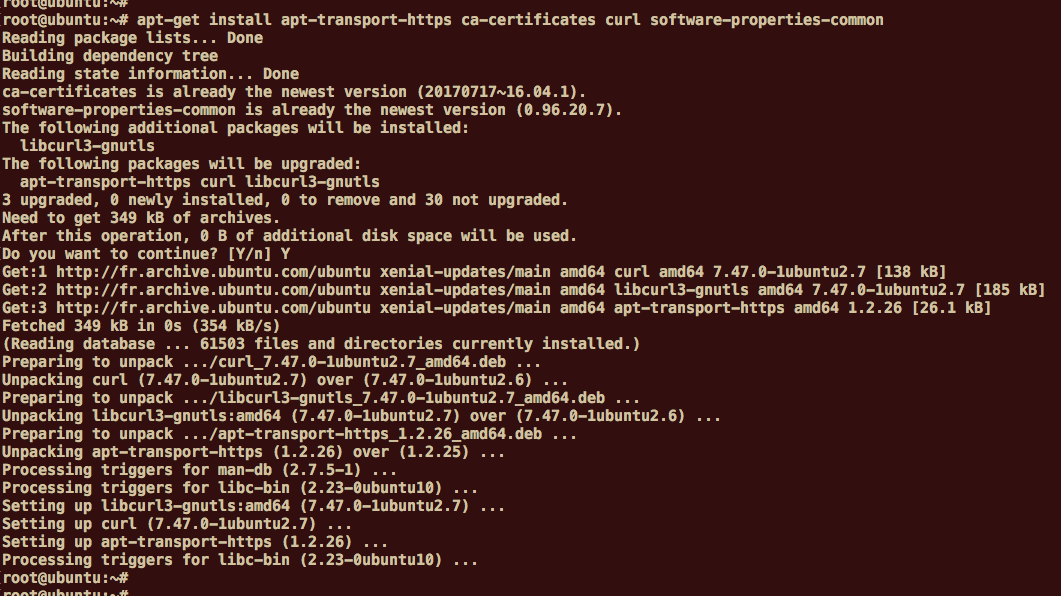 [root@ubuntu:~#
[root@ubuntu:~# apt-get install apt-transport-https ca-certificates curl software-properties-common
Reading package lists... Done
Building dependency tree
Reading state information... Done
ca-certificates is already the newest version (20170717~16.04.1).
software-properties-common is already the newest version (0.96.20.7).
The following additional packages will be installed:
  libcurl3-gnutls
The following packages will be upgraded:
  apt-transport-https curl libcurl3-gnutls
3 upgraded, 0 newly installed, 0 to remove and 30 not upgraded.
Need to get 349 kB of archives.
After this operation, 0 B of additional disk space will be used.
[Do you want to continue? [Y/n] Y
Get:1 http://fr.archive.ubuntu.com/ubuntu xenial-updates/main amd64 curl amd64 7.47.0-1ubuntu2.7 [138 kB]
Get:2 http://fr.archive.ubuntu.com/ubuntu xenial-updates/main amd64 libcurl3-gnutls amd64 7.47.0-1ubuntu2.7 [185 kB]
Get:3 http://fr.archive.ubuntu.com/ubuntu xenial-updates/main amd64 apt-transport-https amd64 1.2.26 [26.1 kB]
Fetched 349 kB in 0s (354 kB/s)
(Reading database ... 61503 files and directories currently installed.)
Preparing to unpack .../curl_7.47.0-1ubuntu2.7_amd64.deb ...
Unpacking curl (7.47.0-1ubuntu2.7) over (7.47.0-1ubuntu2.6) ...
Preparing to unpack .../libcurl3-gnutls_7.47.0-1ubuntu2.7_amd64.deb ...
Unpacking libcurl3-gnutls:amd64 (7.47.0-1ubuntu2.7) over (7.47.0-1ubuntu2.6) ...
Preparing to unpack .../apt-transport-https_1.2.26_amd64.deb ...
Unpacking apt-transport-https (1.2.26) over (1.2.25) ...
Processing triggers for man-db (2.7.5-1) ...
Processing triggers for libc-bin (2.23-0ubuntu10) ...
Setting up libcurl3-gnutls:amd64 (7.47.0-1ubuntu2.7) ...
Setting up curl (7.47.0-1ubuntu2.7) ...
Setting up apt-transport-https (1.2.26) ...
Processing triggers for libc-bin (2.23-0ubuntu10) ...
[root@ubuntu:~#
[root@ubuntu:~#